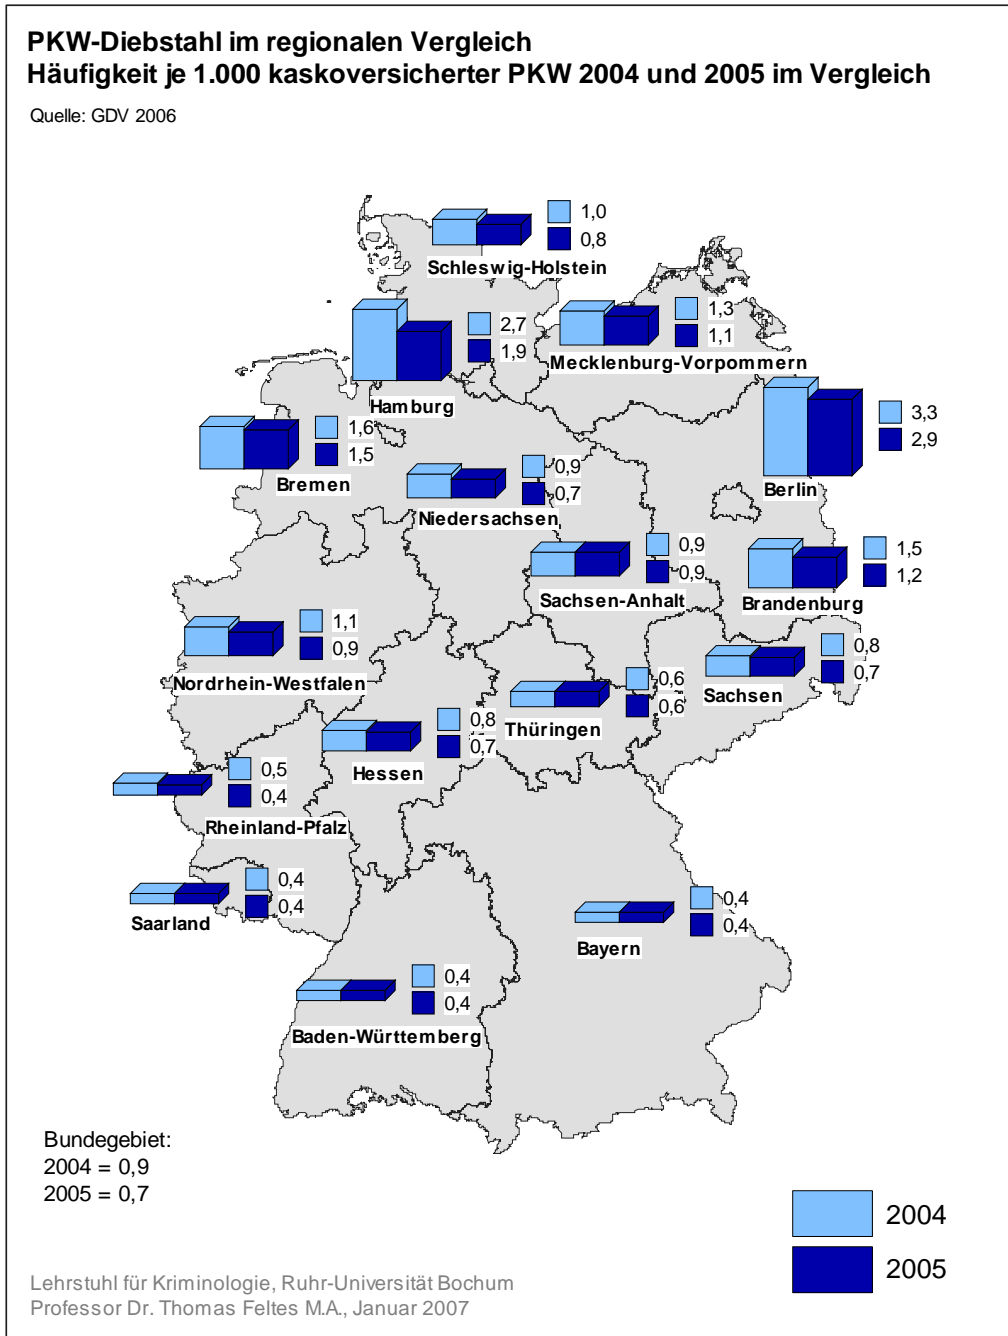 PKW-Diebstahl im regionalen Vergleich
Häufigkeit je 1.000 kaskoversicherter PKW 2004 und 2005 im Vergleich
Quelle: GDV 2006
1,0
0,8
Schleswig-Holstein
1,3
1,1
Mecklenburg-Vorpommern
2,7
1,9
Hamburg
3,3
2,9
Berlin
1,6
1,5
Bremen
0,9
0,7
Niedersachsen
0,9
0,9
Sachsen-Anhalt
1,5
1,2
Brandenburg
1,1
0,9
Nordrhein-Westfalen
0,8
0,7
Sachsen
0,6
0,6
Thüringen
0,8
0,7
Hessen
0,5
0,4
Rheinland-Pfalz
0,4
0,4
Saarland
0,4
0,4
Bayern
0,4
0,4
Baden-Württemberg
Bundegebiet:
2004 = 0,9
2005 = 0,7
2004
2005
Lehrstuhl für Kriminologie, Ruhr-Universität Bochum
Professor Dr. Thomas Feltes M.A., Januar 2007